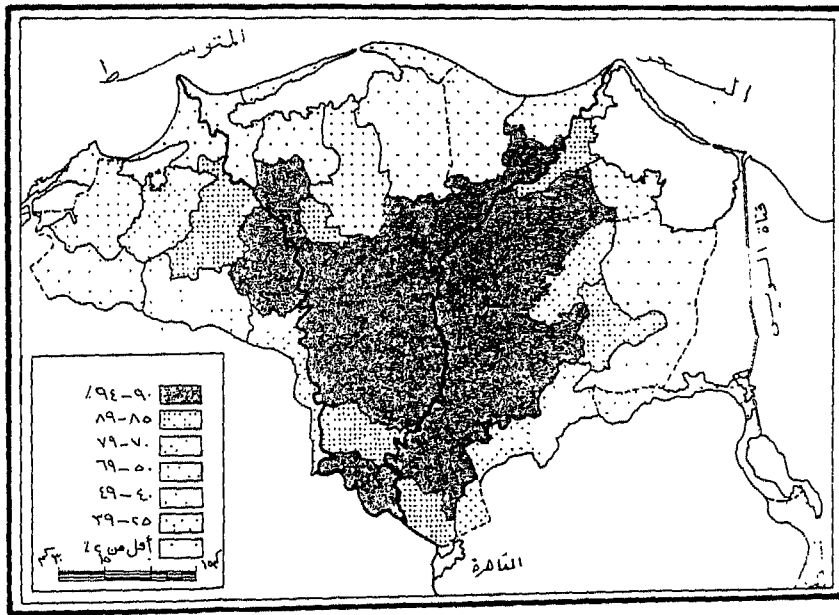 المتوسط
البحر
قناة السويس
القاهرة
٩٠-٩٤٪
٨٥-٨٩
٧٠-٧٩
٥٠-٦٩
٤٠-٤٩
٢٥-٣٩
أقل من